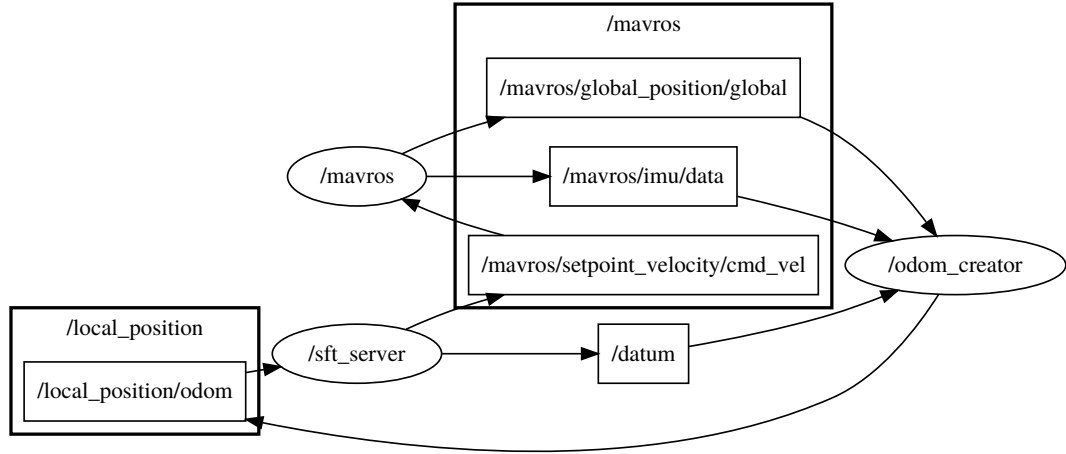 /mavros
/mavros/global_position/global
/mavros
/mavros/imu/data
/mavros/setpoint_velocity/cmd_vel
/odom_creator
/local_position
/local_position/odom
/sft_server
/datum